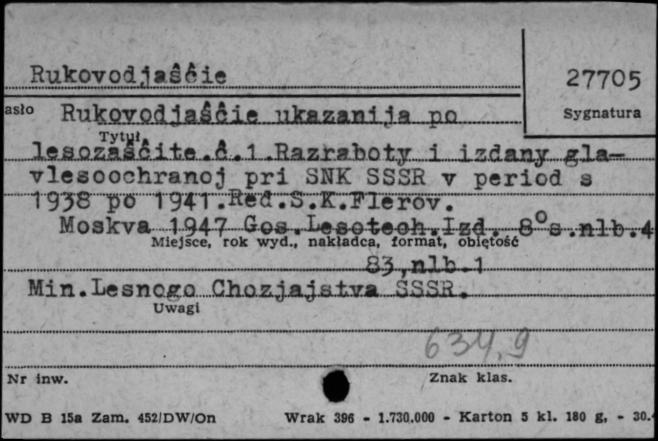 Rukovodjaŝĉie
27705
asło
Sygnatura
Rukovodjaŝĉie ukazanija po
Tytuł
lesozaŝĉite.ĉ.1.Razraboty i izdany gla-
vlesoochranoj pri SNK SSSR v period s
1938 po 1941.Red.S.K.Flerov.
Moskva 1947 Gos.Lesotech.Izd. 8°s.nlb.4
Miejsce, rok wyd., nakładca, format, objętość
83,nlb.1
Min.Lesnogo Chozjajstva SSSR.
Uwagi
634.9
Nr inw.
Znak klas.
WD B 15a Zam. 452/DW/On
Wrak 396 - 1.730.000 - Karton 5 kl. 180 g, - 30.